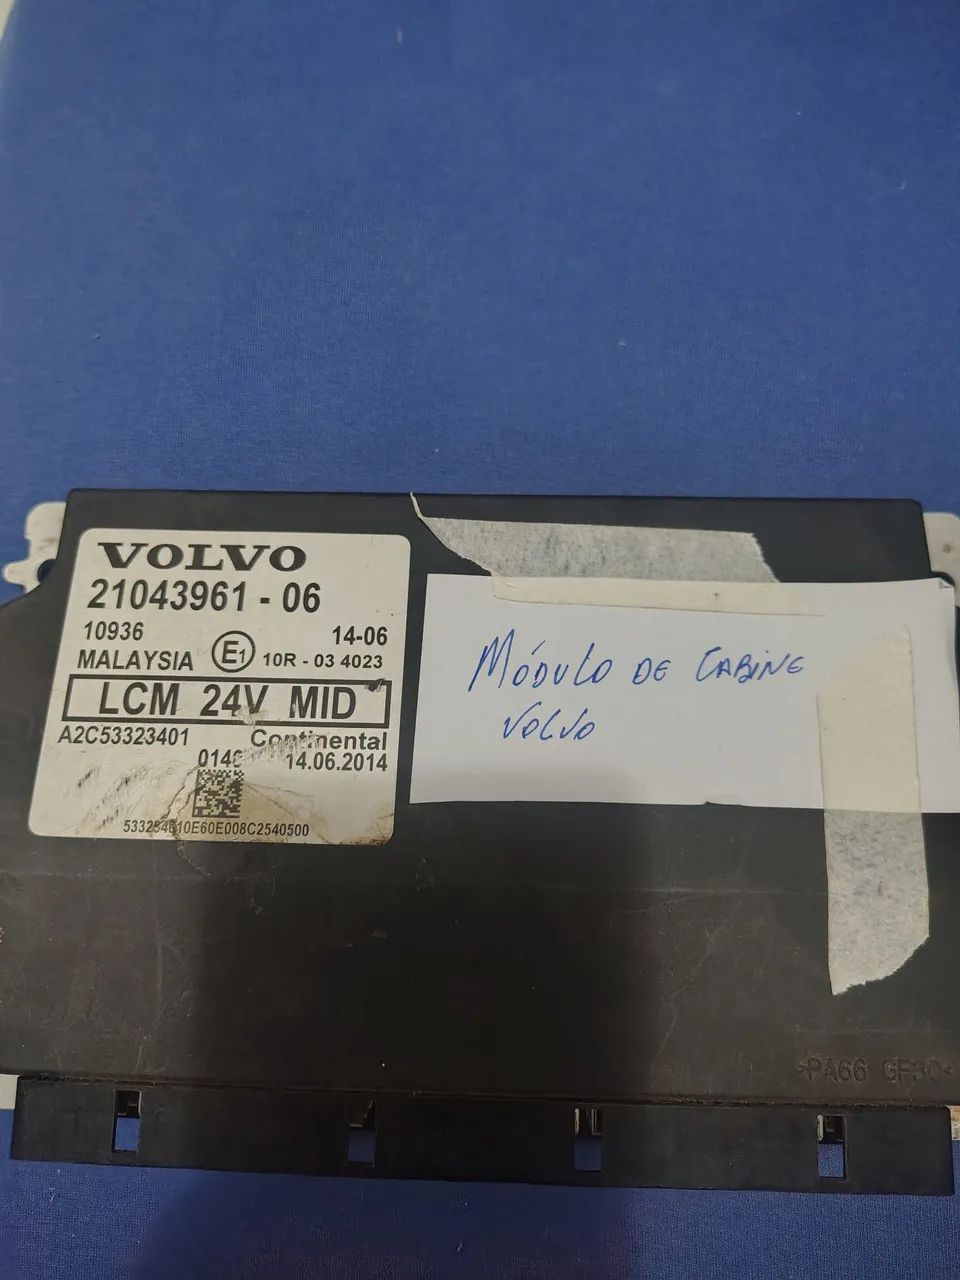 VOLVO
21043961 - 06
10936
14-06
MALAYSIA E1 10R - 03 4023
LCM 24V MID
A2C53323401 Continental
14.06.2014
MÓDULO DE CABINE
VOLVO
>PA66 GF30<